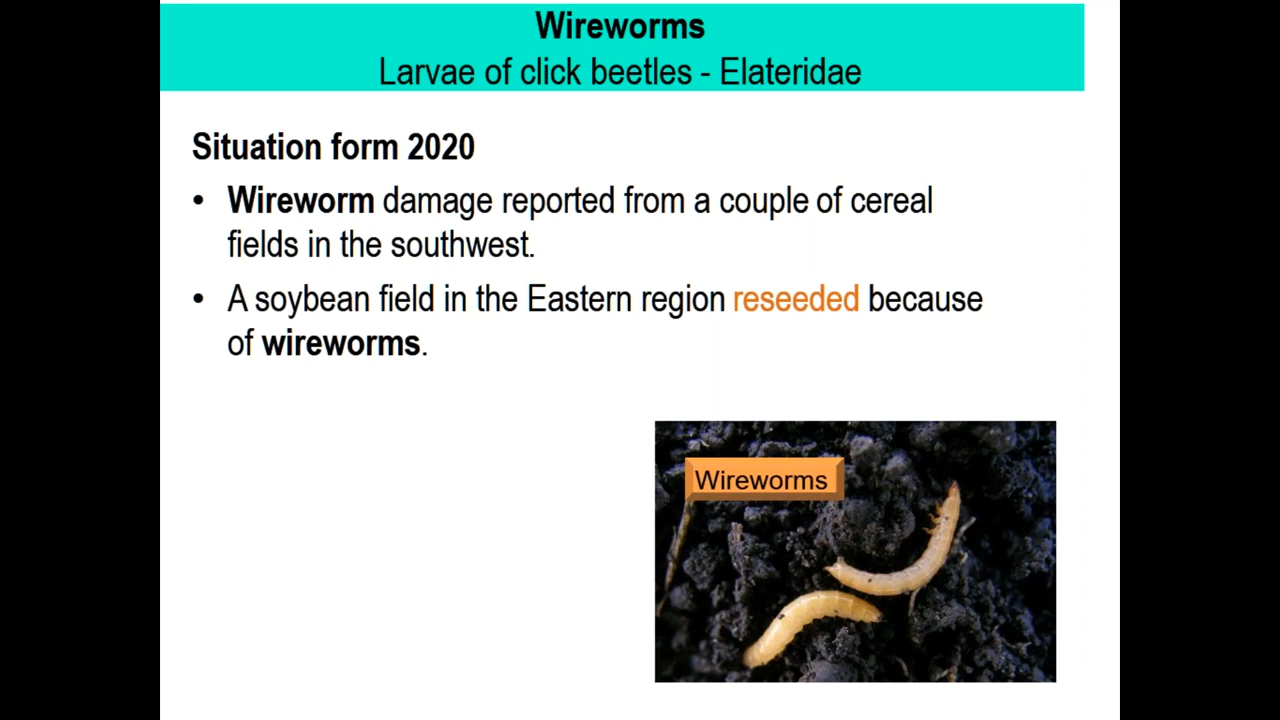 Wireworms
Larvae of click beetles - Elateridae
Situation form 2020
• Wireworm damage reported from a couple of cereal
fields in the southwest.
• A soybean field in the Eastern region reseeded because
of wireworms.
Wireworms